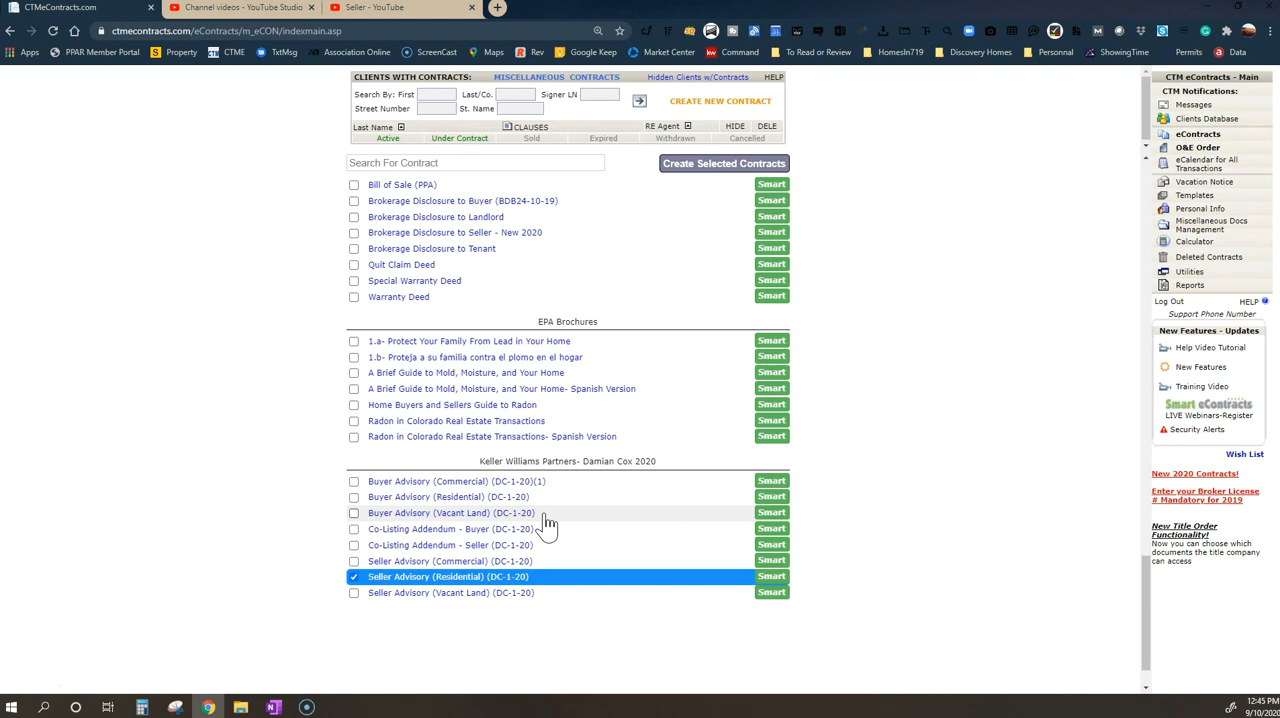 CTMeContracts.com
Channel videos - YouTube Studio
Seller - YouTube
ctmecontracts.com/eContracts/m_eCON/indexmain.asp
Apps
PPAR Member Portal
Property
CTME
TxtMsg
Association Online
ScreenCast
Maps
Rev
Google Keep
Market Center
Command
To Read or Review
HomesIn719
Discovery Homes
Personnal
ShowingTime
Permits
Data
CLIENTS WITH CONTRACTS: MISCELLANEOUS CONTRACTS Hidden Clients w/Contracts HELP
Search By: First Last/Co. Signer LN
Street Number St. Name
CREATE NEW CONTRACT
Last Name CLAUSES RE Agent HIDE DELE
Active Under Contract Sold Expired Withdrawn Cancelled
Search For Contract Create Selected Contracts
Bill of Sale (PPA) Smart
Brokerage Disclosure to Buyer (BDB24-10-19) Smart
Brokerage Disclosure to Landlord Smart
Brokerage Disclosure to Seller - New 2020 Smart
Brokerage Disclosure to Tenant Smart
Quit Claim Deed Smart
Special Warranty Deed Smart
Warranty Deed Smart
EPA Brochures
1.a- Protect Your Family From Lead in Your Home Smart
1.b- Proteja a su familia contra el plomo en el hogar Smart
A Brief Guide to Mold, Moisture, and Your Home Smart
A Brief Guide to Mold, Moisture, and Your Home- Spanish Version Smart
Home Buyers and Sellers Guide to Radon Smart
Radon in Colorado Real Estate Transactions Smart
Radon in Colorado Real Estate Transactions- Spanish Version Smart
Keller Williams Partners- Damian Cox 2020
Buyer Advisory (Commercial) (DC-1-20)(1) Smart
Buyer Advisory (Residential) (DC-1-20) Smart
Buyer Advisory (Vacant Land) (DC-1-20) Smart
Co-Listing Addendum - Buyer (DC-1-20) Smart
Co-Listing Addendum - Seller (DC-1-20) Smart
Seller Advisory (Commercial) (DC-1-20) Smart
Seller Advisory (Residential) (DC-1-20) Smart
Seller Advisory (Vacant Land) (DC-1-20) Smart
CTM eContracts - Main
CTM Notifications:
Messages
Clients Database
eContracts
O&E Order
eCalendar for All
Transactions
Vacation Notice
Templates
Personal Info
Miscellaneous Docs
Management
Calculator
Deleted Contracts
Utilities
Reports
Log Out HELP
Support Phone Number
New Features - Updates
Help Video Tutorial
New Features
Training Video
Smart eContracts
LIVE Webinars-Register
Security Alerts
Wish List
New 2020 Contracts!
Enter your Broker License
# Mandatory for 2019
New Title Order
Functionality!
Now you can choose which
documents the title company
can access
12:45 PM
9/10/2020